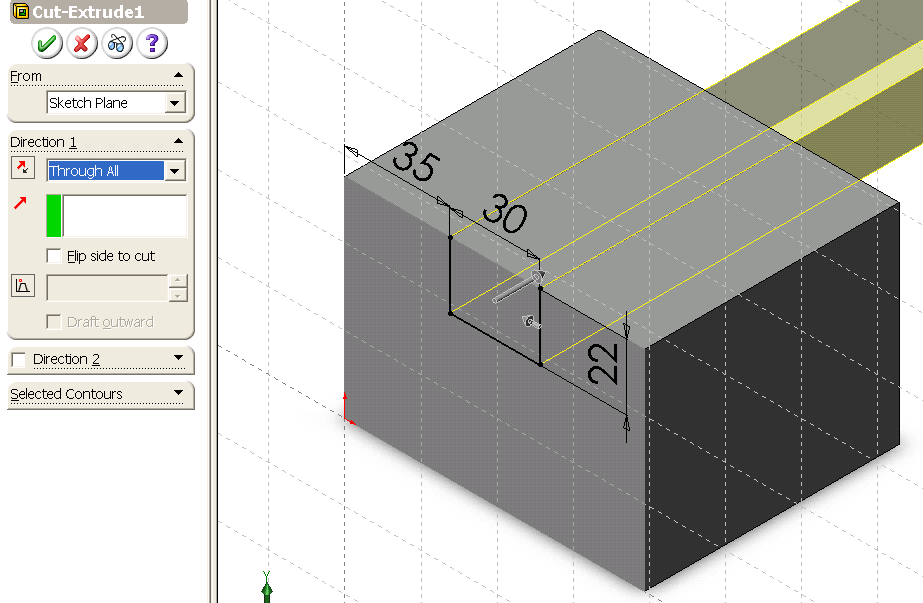 Cut-Extrude1
?
From
Sketch Plane
Direction 1
Through All
Flip side to cut
Draft outward
Direction 2
Selected Contours
35
30
22
Y